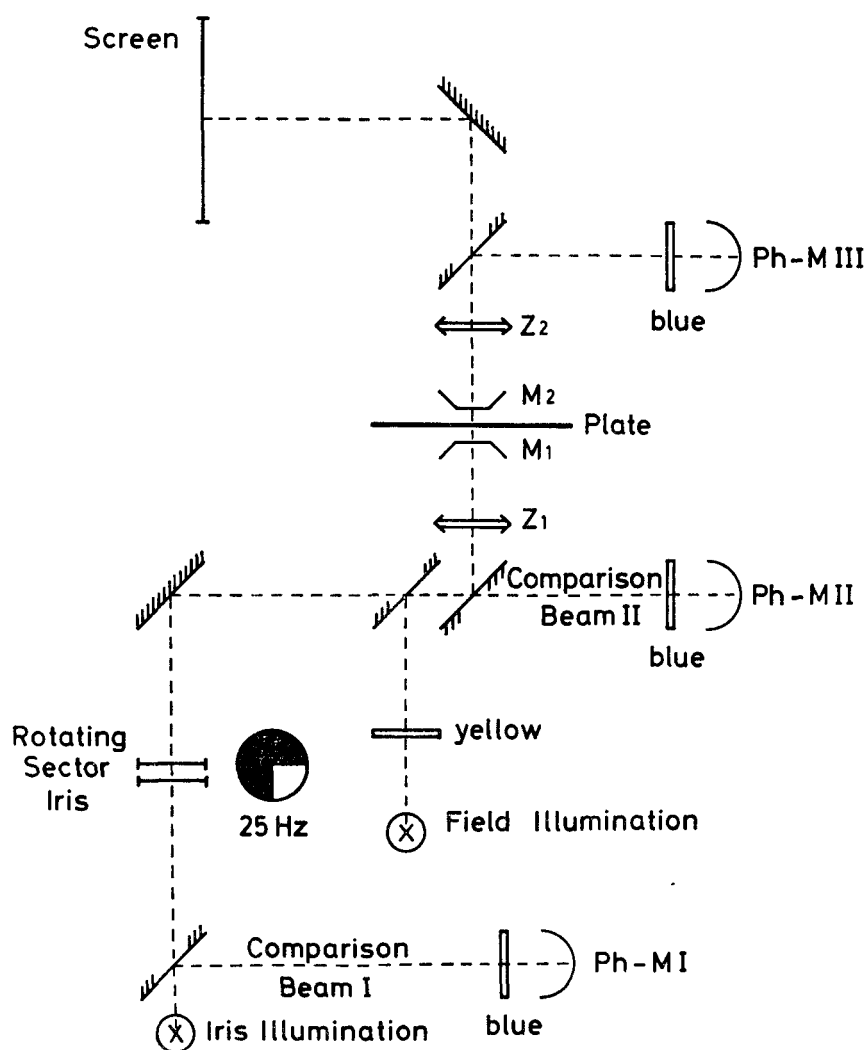 Screen
Ph-M III
blue
Z2
M2
Plate
M1
Z1
Comparison
Beam II
Ph-M II
blue
Rotating
Sector
Iris
25 Hz
yellow
Field Illumination
Comparison
Beam I
Ph-M I
blue
Iris Illumination